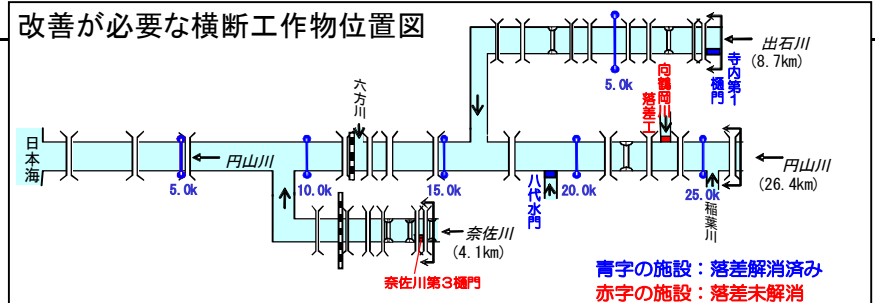 改善が必要な横断工作物位置図
出石川
(8.7km)
寺内第1
樋門
5.0k
向鶴岡川
落差工
六方川
日本海
円山川
5.0k
10.0k
15.0k
八代水門
20.0k
25.0k
稲葉川
円山川
(26.4km)
奈佐川
(4.1km)
奈佐川第3樋門
青字の施設：落差解消済み
赤字の施設：落差未解消